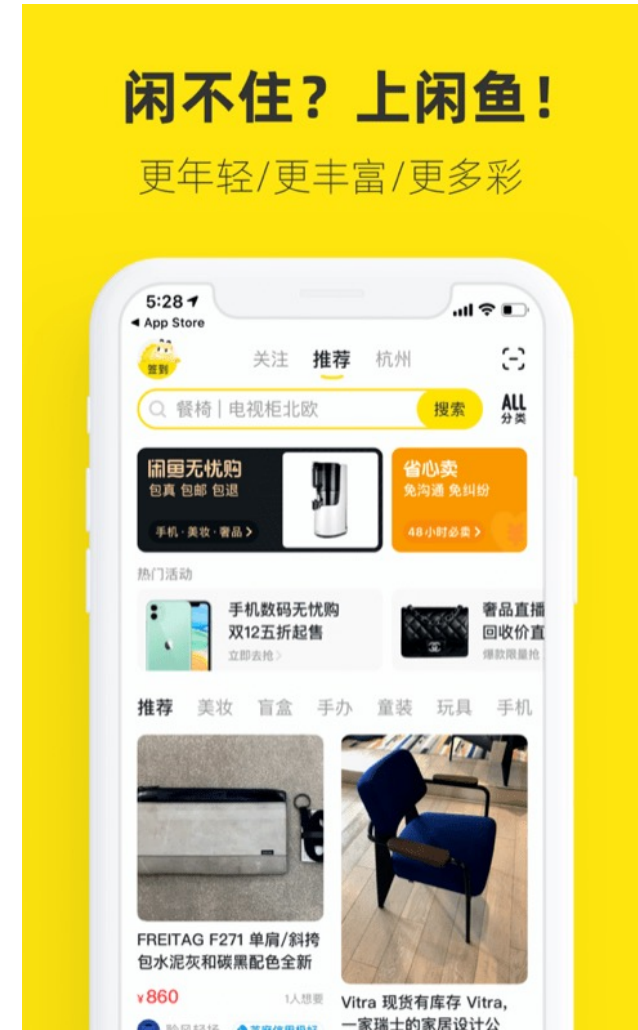 闲不住？上闲鱼！
更年轻/更丰富/更多彩
5:28
App Store
签到
关注 推荐 杭州
餐椅 | 电视柜北欧 搜索
ALL
分类
闲鱼无忧购
包真 包邮 包退
手机·美妆·奢品
省心卖
免沟通 免纠纷
48小时必卖
热门活动
手机数码无忧购
双12五折起售
立即去抢
奢品直播
回收价直
爆款限量抢
推荐 美妆 盲盒 手办 童装 玩具 手机
FREITAG F271 单肩/斜挎
包水泥灰和碳黑配色全新
¥860 1人想要
Vitra 现货有库存 Vitra,
一家瑞士的家居设计公